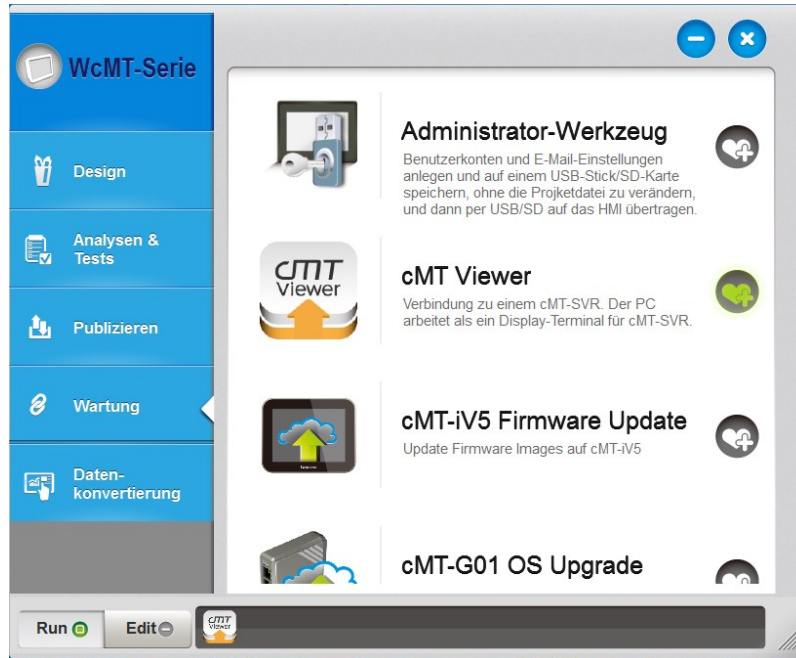 WcMT-Serie
Design
Analysen &
Tests
Publizieren
Wartung
Daten-
konvertierung
Administrator-Werkzeug
Benutzerkonten und E-Mail-Einstellungen
anlegen und auf einem USB-Stick/SD-Karte
speichern, ohne die Projketdatei zu verändern,
und dann per USB/SD auf das HMI übertragen.
cMT
Viewer
cMT Viewer
Verbindung zu einem cMT-SVR. Der PC
arbeitet als ein Display-Terminal für cMT-SVR.
cMT-iV5 Firmware Update
Update Firmware Images auf cMT-iV5
cMT-G01 OS Upgrade
Run
Edit
cMT
Viewer